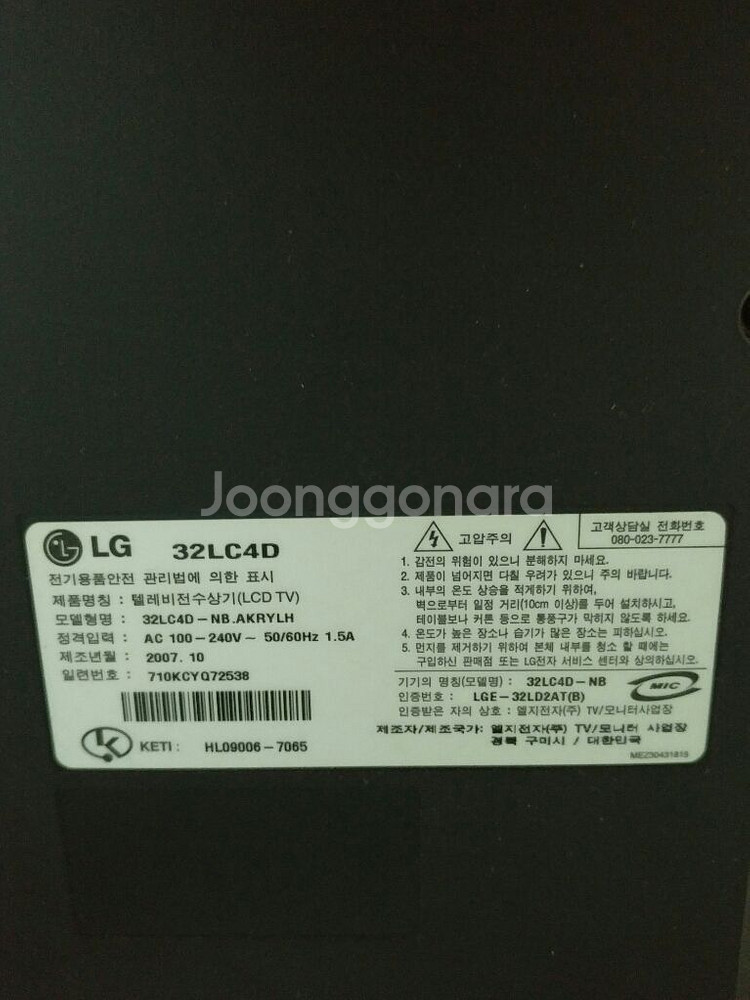 Joonggonara
LG 32LC4D
전기용품안전 관리법에 의한 표시
제품명칭 : 텔레비전수상기(LCD TV)
모델형명 : 32LC4D-NB.AKRYLH
정격입력 : AC 100-240V~ 50/60Hz 1.5A
제조년월 : 2007. 10
일련번호 : 710KCYQ72538
KETI : HL09006-7065
고압주의
고객상담실 전화번호
080-023-7777
1. 감전의 위험이 있으니 분해하지 마세요.
2. 제품이 넘어지면 다칠 우려가 있으니 주의 바랍니다.
3. 내부의 온도 상승을 적게하기 위하여,
벽으로부터 일정 거리(10cm 이상)를 두어 설치하시고,
테이블보나 커튼 등으로 통풍구가 막히지 않도록 하세요.
4. 온도가 높은 장소나 습기가 많은 장소는 피하십시오.
5. 먼지를 제거하기 위하여 본체 내부를 청소 할 때에는
구입하신 판매점 또는 LG전자 서비스 센터와 상의하십시오.
기기의 명칭(모델명) : 32LC4D-NB
인증번호 : LGE-32LD2AT(B)
MIC
인증받은 자의 상호 : 엘지전자(주) TV/모니터사업장
제조자/제조국가: 엘지전자(주) TV/모니터 사업장
경북 구미시 / 대한민국
MEZ30431815